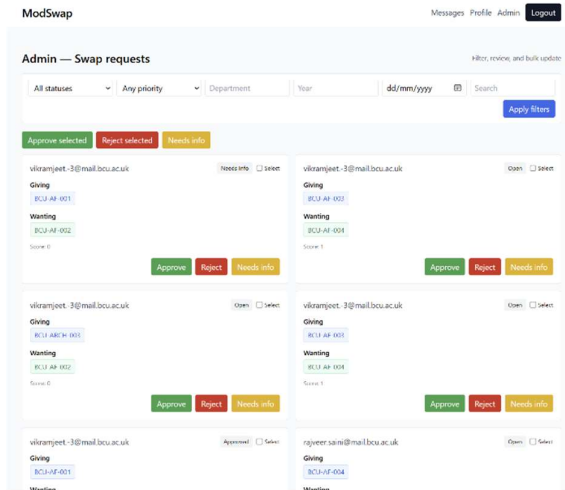 ModSwap
Messages Profile Admin Logout
Admin — Swap requests
Filter, review, and bulk update
All statuses Any priority Department Year dd/mm/yyyy Search
Apply filters
Approve selected Reject selected Needs info
vikramjeet.-3@mail.bcu.ac.uk Needs Info Select
Giving
BCU-AF-001
Wanting
BCU-AF-002
Score: 0
Approve Reject Needs info
vikramjeet.-3@mail.bcu.ac.uk Open Select
Giving
BCU-AF-003
Wanting
BCU-AF-004
Score: 1
Approve Reject Needs info
vikramjeet.-3@mail.bcu.ac.uk Open Select
Giving
BCU-ARCH-003
Wanting
BCU-AF-002
Score: 0
Approve Reject Needs info
vikramjeet.-3@mail.bcu.ac.uk Open Select
Giving
BCU-AF-003
Wanting
BCU-AF-004
Score: 1
Approve Reject Needs info
vikramjeet.-3@mail.bcu.ac.uk Approved Select
Giving
BCU-AF-001
Wanting
rajveer.saini@mail.bcu.ac.uk Open Select
Giving
BCU-AF-004
Wanting